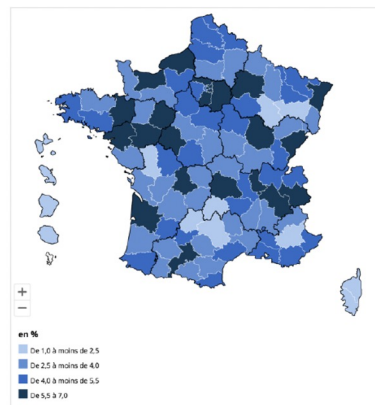 +
−
en %
De 1,0 à moins de 2,5
De 2,5 à moins de 4,0
De 4,0 à moins de 5,5
De 5,5 à 7,0